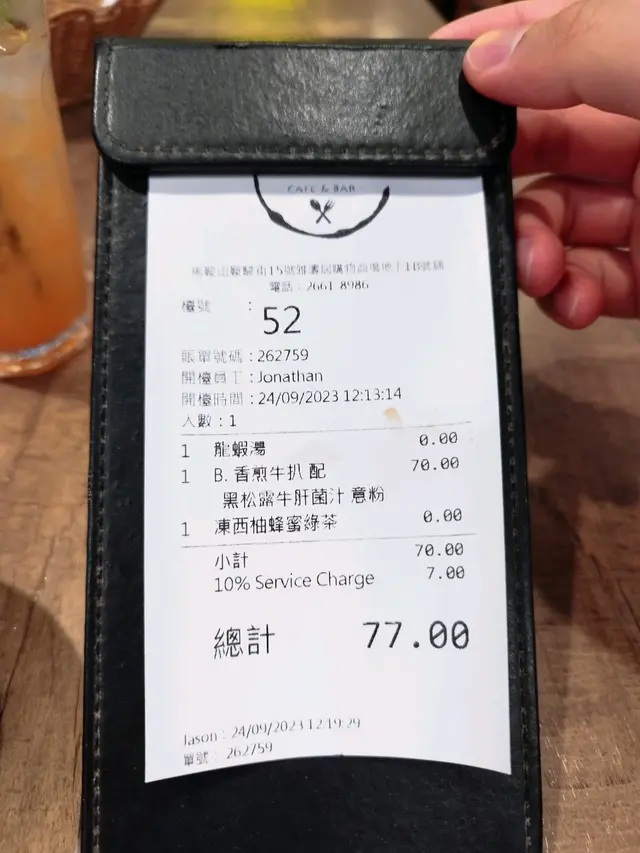 CAFE & BAR
馬鞍山鞍駿街15號雅濤居購物商場地下1B號舖
電話：2661 8986
檯號 :
52
賬單號碼 : 262759
開檯員工 : Jonathan
開檯時間 : 24/09/2023 12:13:14
人數 : 1
1 龍蝦湯 0.00
1 B. 香煎牛扒 配 70.00
黑松露牛肝菌汁 意粉
1 凍西柚蜂蜜綠茶 0.00
小計 70.00
10% Service Charge 7.00
總計 77.00
Jason : 24/09/2023 12:19:29
單號 : 262759